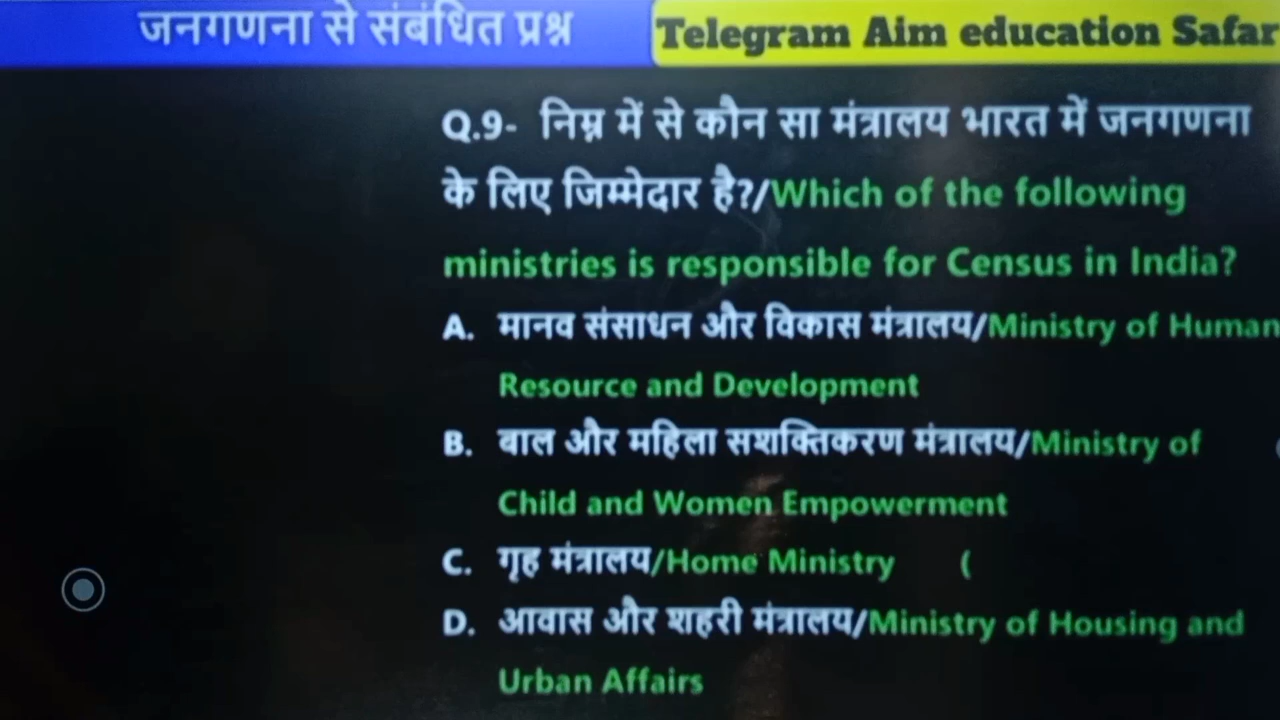 जनगणना से संबंधित प्रश्न
Telegram Aim education Safar
Q.9- निम्न में से कौन सा मंत्रालय भारत में जनगणना
के लिए जिम्मेदार है?/Which of the following
ministries is responsible for Census in India?
A. मानव संसाधन और विकास मंत्रालय/Ministry of Human
Resource and Development
B. बाल और महिला सशक्तिकरण मंत्रालय/Ministry of
Child and Women Empowerment
C. गृह मंत्रालय/Home Ministry (
D. आवास और शहरी मंत्रालय/Ministry of Housing and
Urban Affairs